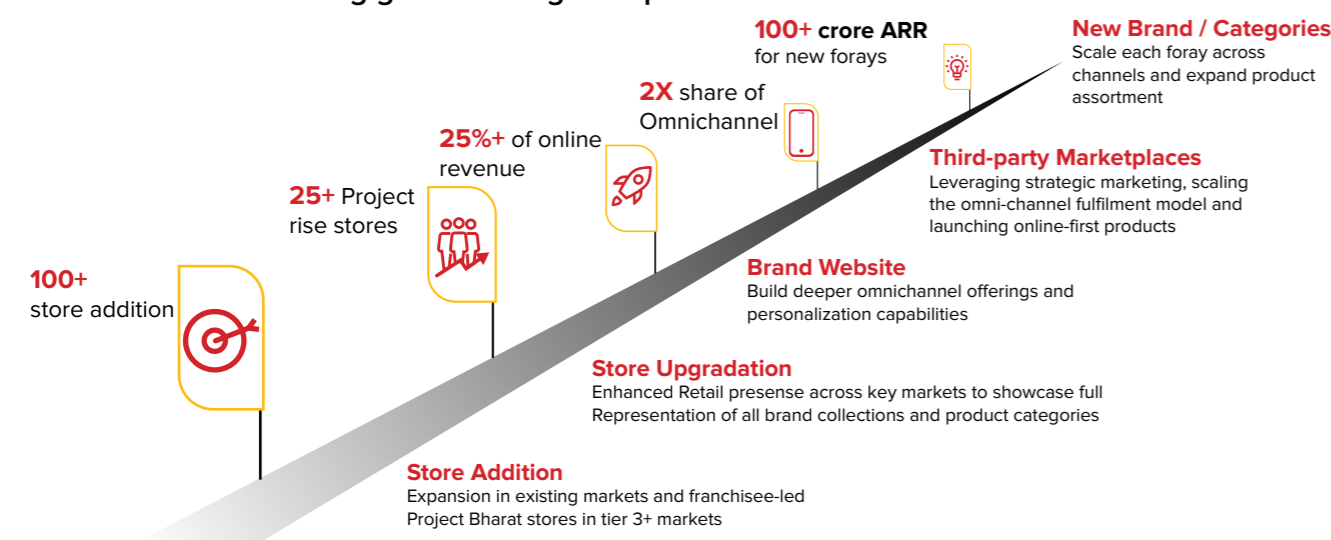 100+ crore ARR
for new forays
New Brand / Categories
Scale each foray across
channels and expand product
assortment
2X share of
Omnichannel
25%+ of online
revenue
Third-party Marketplaces
Leveraging strategic marketing, scaling
the omni-channel fulfilment model and
launching online-first products
25+ Project
rise stores
Brand Website
Build deeper omnichannel offerings and
personalization capabilities
100+
store addition
Store Upgradation
Enhanced Retail presense across key markets to showcase full
Representation of all brand collections and product categories
Store Addition
Expansion in existing markets and franchisee-led
Project Bharat stores in tier 3+ markets